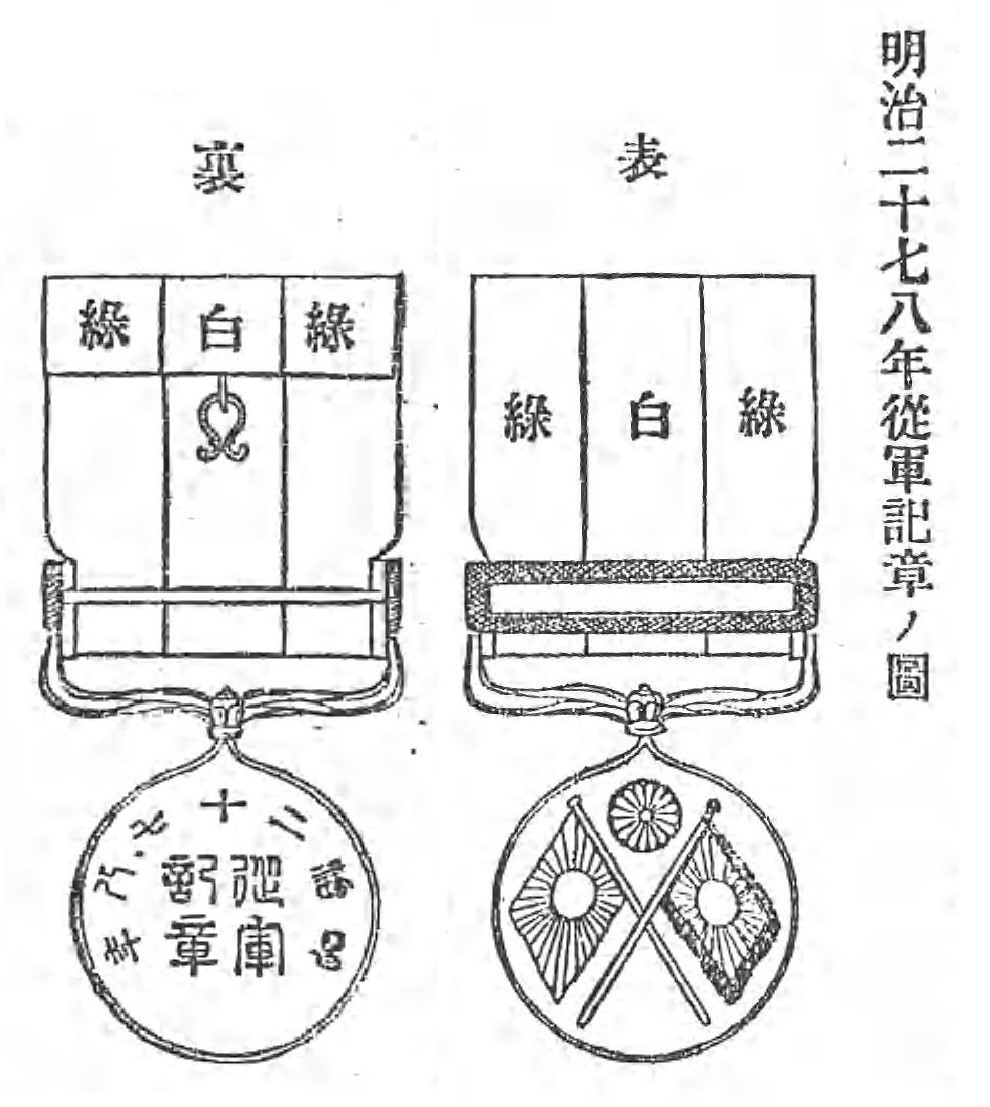 明治二十七八年從軍記章ノ圖
表
綠 白 綠
裏
綠 白 綠
明治二十七八年
從軍
記章